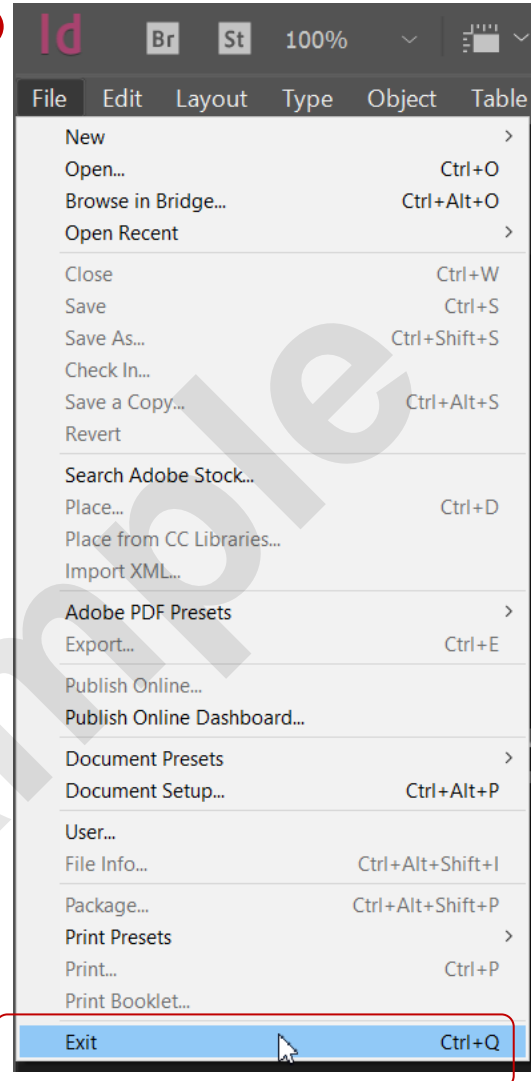 Id Br St 100%
File Edit Layout Type Object Table
New >
Open... Ctrl+O
Browse in Bridge... Ctrl+Alt+O
Open Recent >
Close Ctrl+W
Save Ctrl+S
Save As... Ctrl+Shift+S
Check In...
Save a Copy... Ctrl+Alt+S
Revert
Search Adobe Stock...
Place... Ctrl+D
Place from CC Libraries...
Import XML...
Adobe PDF Presets >
Export... Ctrl+E
Publish Online...
Publish Online Dashboard...
Document Presets >
Document Setup... Ctrl+Alt+P
User...
File Info... Ctrl+Alt+Shift+I
Package... Ctrl+Alt+Shift+P
Print Presets >
Print... Ctrl+P
Print Booklet...
Exit Ctrl+Q